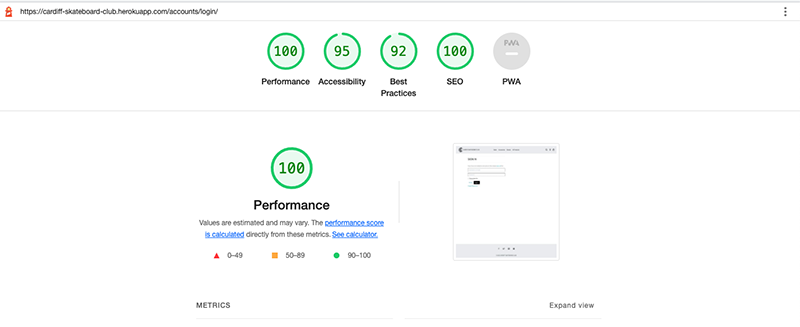 https://cardiff-skateboard-club.herokuapp.com/accounts/login/
100
95
92
100
PWA
Performance
Accessibility
Best
Practices
SEO
PWA
100
Performance
Values are estimated and may vary. The performance score
is calculated directly from these metrics. See calculator.
0–49
50–89
90–100
SIGN IN
METRICS
Expand view